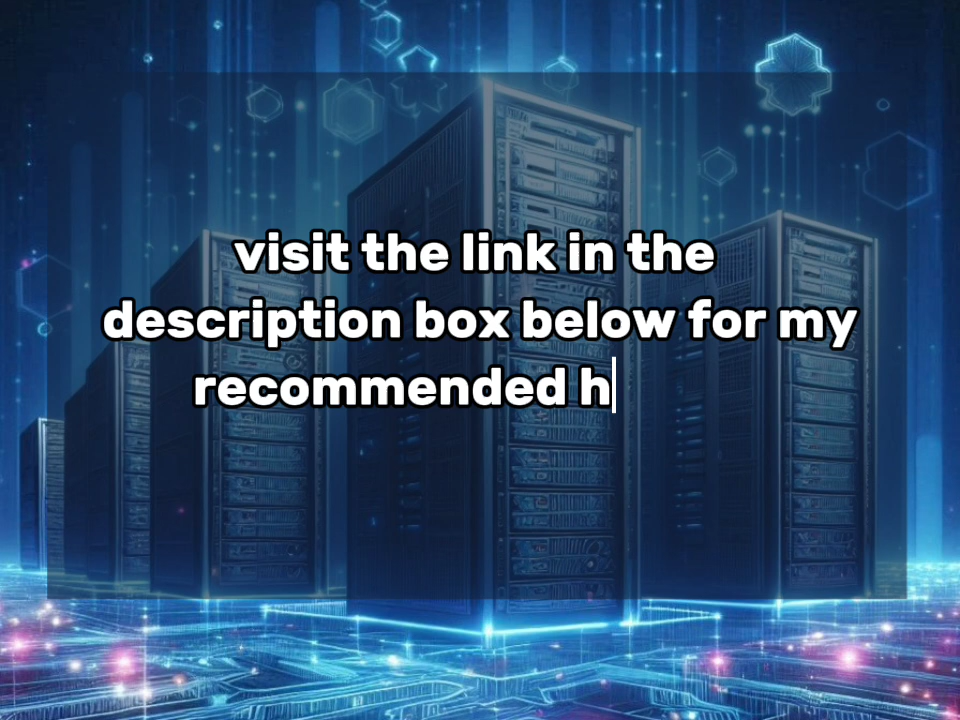 visit the link in the
description box below for my
recommended h